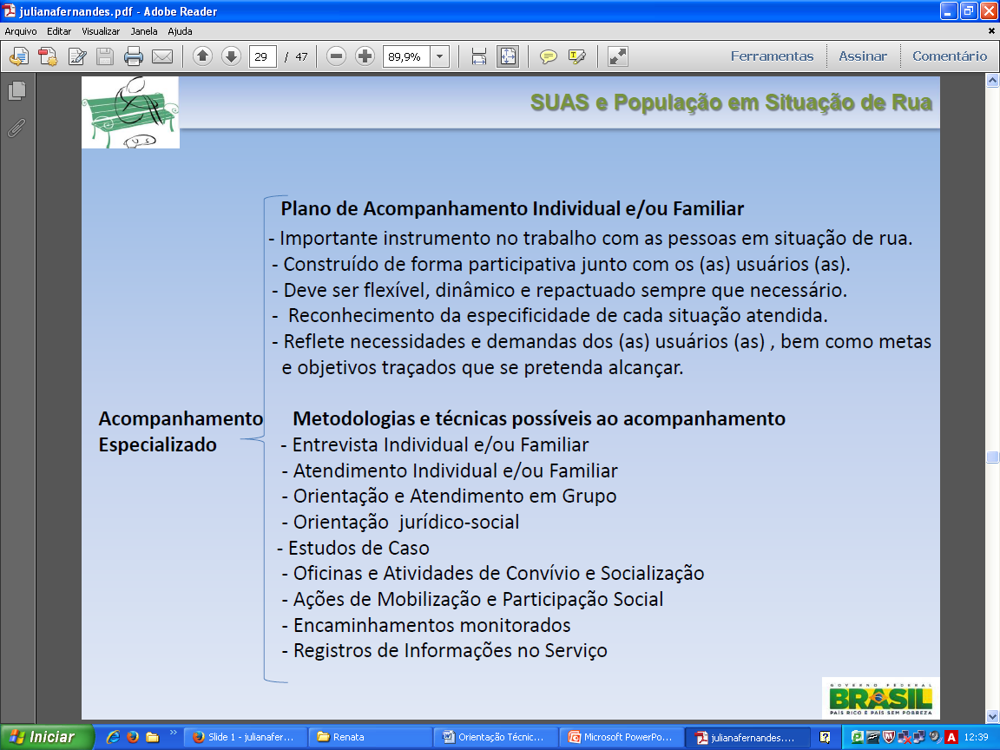 julianafernandes.pdf - Adobe Reader
Arquivo Editar Visualizar Janela Ajuda
29 / 47 89,9% Ferramentas Assinar Comentário
SUAS e População em Situação de Rua
Plano de Acompanhamento Individual e/ou Familiar
- Importante instrumento no trabalho com as pessoas em situação de rua.
- Construído de forma participativa junto com os (as) usuários (as).
- Deve ser flexível, dinâmico e repactuado sempre que necessário.
- Reconhecimento da especificidade de cada situação atendida.
- Reflete necessidades e demandas dos (as) usuários (as) , bem como metas
e objetivos traçados que se pretenda alcançar.
Acompanhamento
Especializado
Metodologias e técnicas possíveis ao acompanhamento
- Entrevista Individual e/ou Familiar
- Atendimento Individual e/ou Familiar
- Orientação e Atendimento em Grupo
- Orientação jurídico-social
- Estudos de Caso
- Oficinas e Atividades de Convívio e Socialização
- Ações de Mobilização e Participação Social
- Encaminhamentos monitorados
- Registros de Informações no Serviço
GOVERNO FEDERAL
BRASIL
PAÍS RICO É PAÍS SEM POBREZA
Iniciar Slide 1 - julianafer... Renata Orientação Técnic... Microsoft PowerPo... julianafernandes.... 12:39